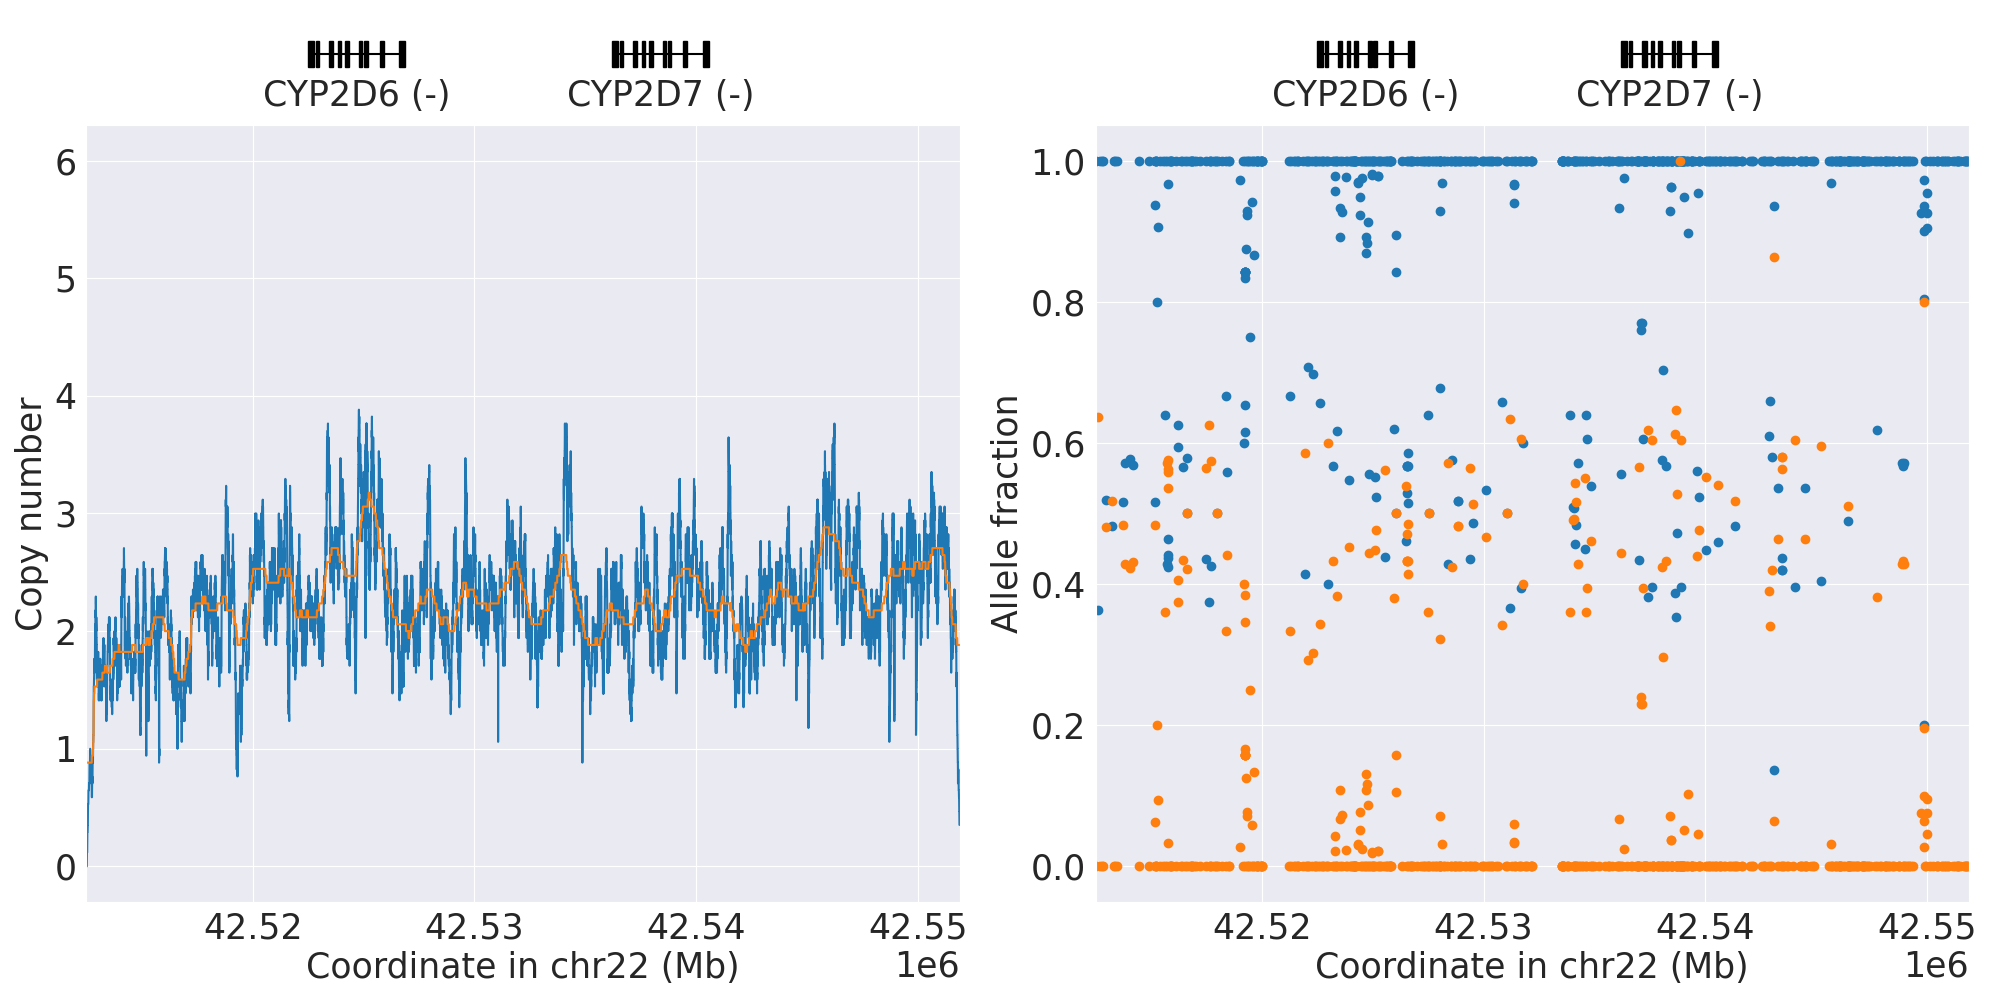 CYP2D6 (-) CYP2D7 (-)
6
5
4
3
2
1
0
Copy number
42.52 42.53 42.54 42.55
Coordinate in chr22 (Mb)
1e6
CYP2D6 (-) CYP2D7 (-)
1.0
0.8
0.6
0.4
0.2
0.0
Allele fraction
42.52 42.53 42.54 42.55
Coordinate in chr22 (Mb)
1e6